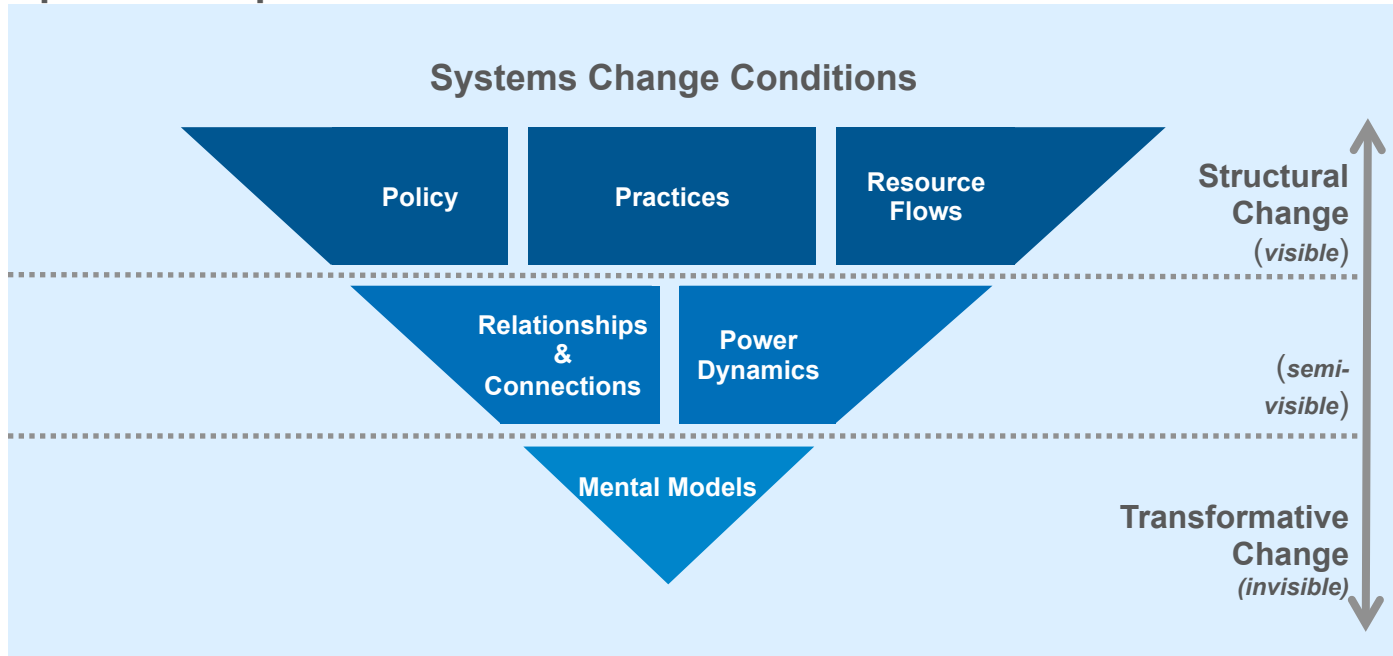 Systems Change Conditions
Policy
Practices
Resource
Flows
Structural
Change
(visible)
Relationships
&
Connections
Power
Dynamics
(semi-
visible)
Mental Models
Transformative
Change
(invisible)